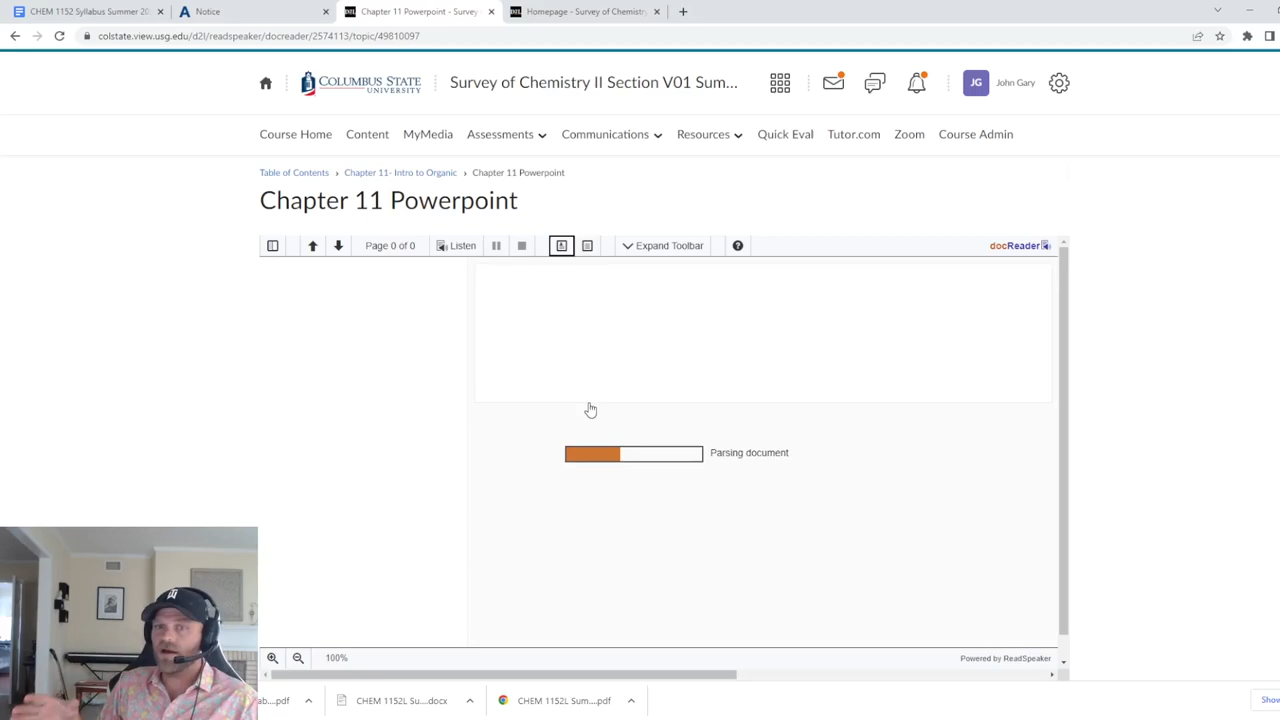 CHEM 1152 Syllabus Summer 20
Notice
Chapter 11 Powerpoint - Survey
Homepage - Survey of Chemistr
colstate.view.usg.edu/d2l/readspeaker/docreader/2574113/topic/49810097
COLUMBUS STATE
UNIVERSITY
Survey of Chemistry II Section V01 Sum...
JG
John Gary
Course Home
Content
MyMedia
Assessments
Communications
Resources
Quick Eval
Tutor.com
Zoom
Course Admin
Table of Contents › Chapter 11- Intro to Organic › Chapter 11 Powerpoint
Chapter 11 Powerpoint
Page 0 of 0
Listen
Expand Toolbar
docReader
Parsing document
100%
Powered by ReadSpeaker
ab....pdf
CHEM 1152L Su....docx
CHEM 1152L Sum....pdf
Show